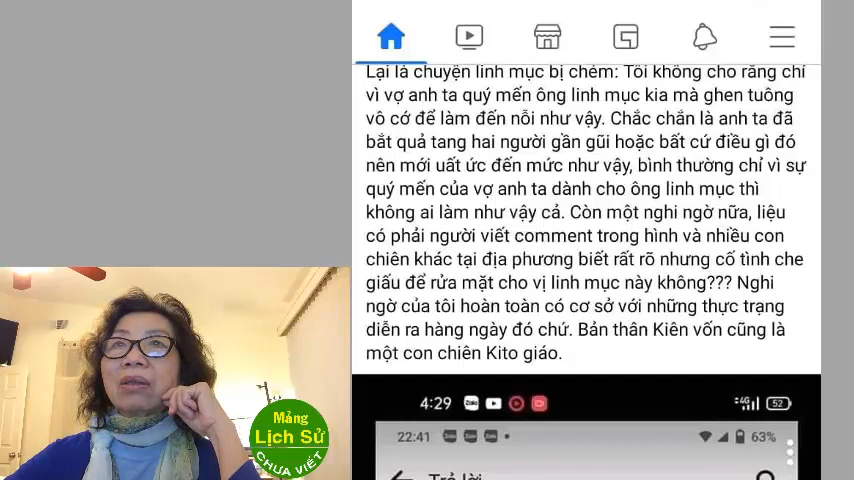 Lại là chuyện linh mục bị chém: Tôi không cho rằng chỉ
vì vợ anh ta quý mến ông linh mục kia mà ghen tuông
vô cớ để làm đến nỗi như vậy. Chắc chắn là anh ta đã
bắt quả tang hai người gần gũi hoặc bất cứ điều gì đó
nên mới uất ức đến mức như vậy, bình thường chỉ vì sự
quý mến của vợ anh ta dành cho ông linh mục thì
không ai làm như vậy cả. Còn một nghi ngờ nữa, liệu
có phải người viết comment trong hình và nhiều con
chiên khác tại địa phương biết rất rõ nhưng cố tình che
giấu để rửa mặt cho vị linh mục này không??? Nghi
ngờ của tôi hoàn toàn có cơ sở với những thực trạng
diễn ra hàng ngày đó chứ. Bản thân Kiên vốn cũng là
một con chiên Kito giáo.
4:29 Zalo 4G 52
22:41 Zalo Zalo Zalo 63%
Trả lời
Mảng
Lịch Sử
CHƯA VIẾT